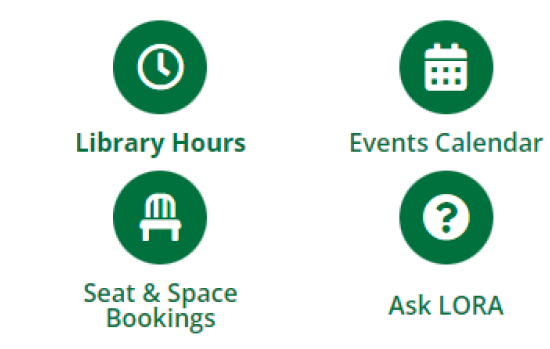 Library Hours
Events Calendar
Seat & Space
Bookings
Ask LORA